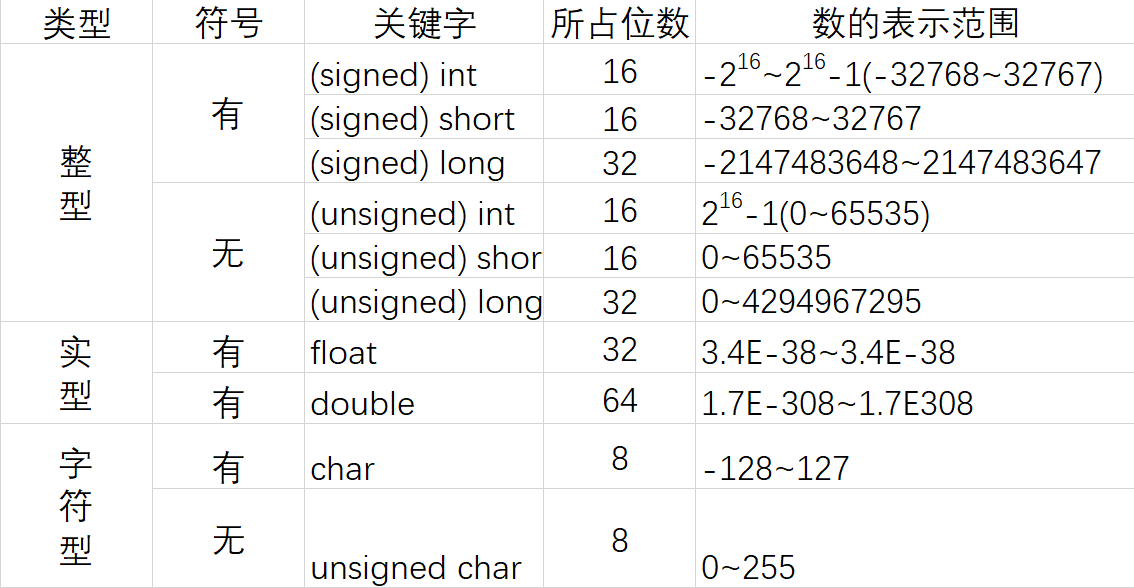 类型 符号 关键字 所占位数 数的表示范围
整型 有 (signed) int 16 -2^16~2^16-1(-32768~32767)
(signed) short 16 -32768~32767
(signed) long 32 -2147483648~2147483647
无 (unsigned) int 16 2^16-1(0~65535)
(unsigned) shor 16 0~65535
(unsigned) long 32 0~4294967295
实型 有 float 32 3.4E-38~3.4E-38
有 double 64 1.7E-308~1.7E308
字符型 有 char 8 -128~127
无 unsigned char 8 0~255